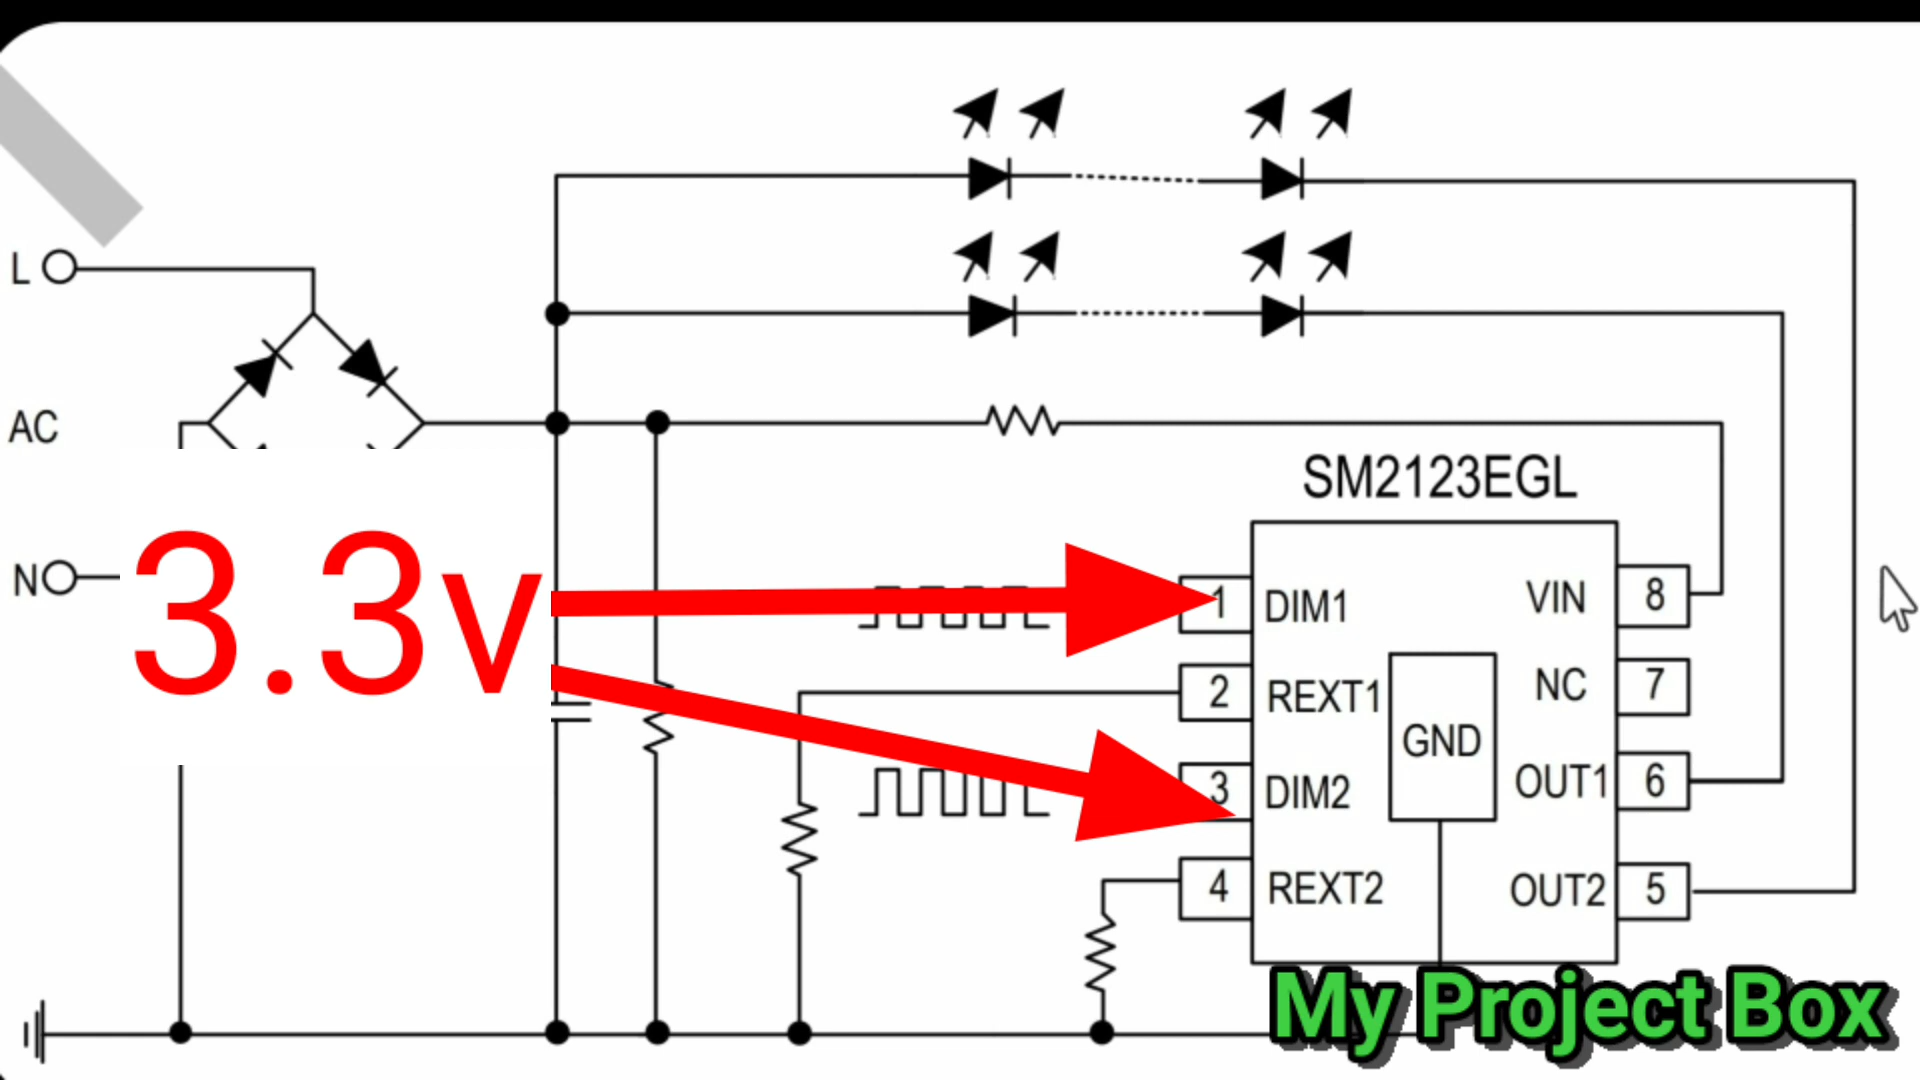 L
AC
N
3.3v
SM2123EGL
1 DIM1
2 REXT1
3 DIM2
4 REXT2
GND
VIN 8
NC 7
OUT1 6
OUT2 5
My Project Box